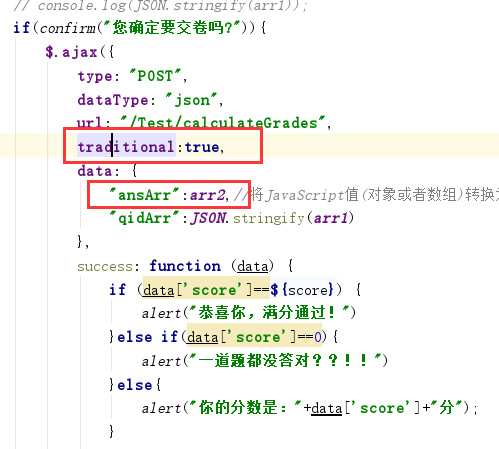 // console.log(JSON.stringify(arr1));
if(confirm("您确定要交卷吗?")){
$.ajax({
type: "POST",
dataType: "json",
url: "/Test/calculateGrades",
traditional:true,
data: {
"ansArr":arr2,//将JavaScript值(对象或者数组)转换
"qidArr":JSON.stringify(arr1)
},
success: function (data) {
if (data['score']==${score}) {
alert("恭喜你，满分通过！")
}else if(data['score']==0){
alert("一道题都没答对？？！！")
}else{
alert("你的分数是："+data['score']+"分");
}